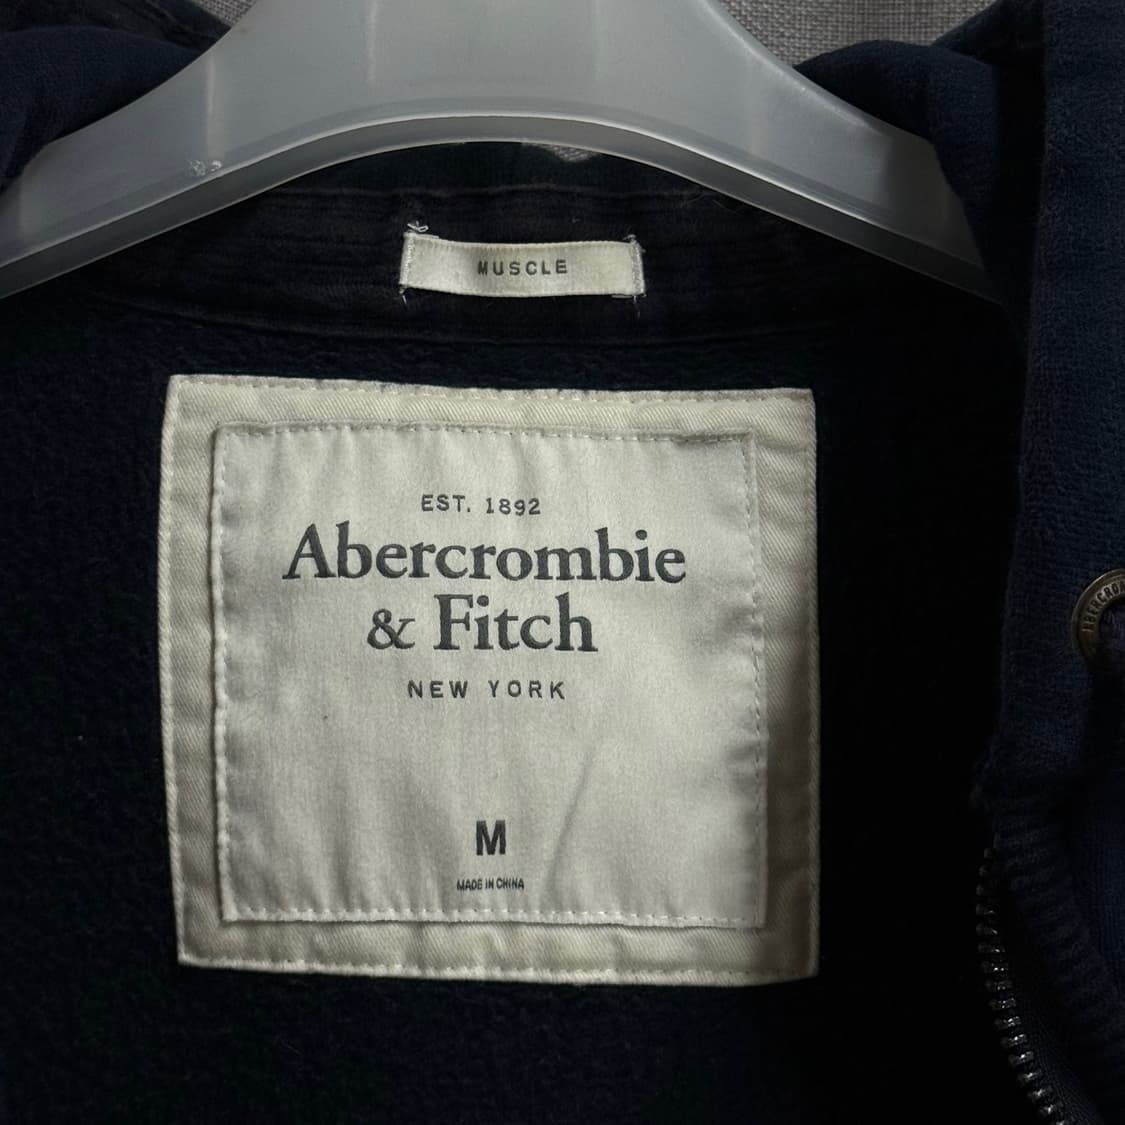 MUSCLE
EST. 1892
Abercrombie
& Fitch
NEW YORK
M
MADE IN CHINA